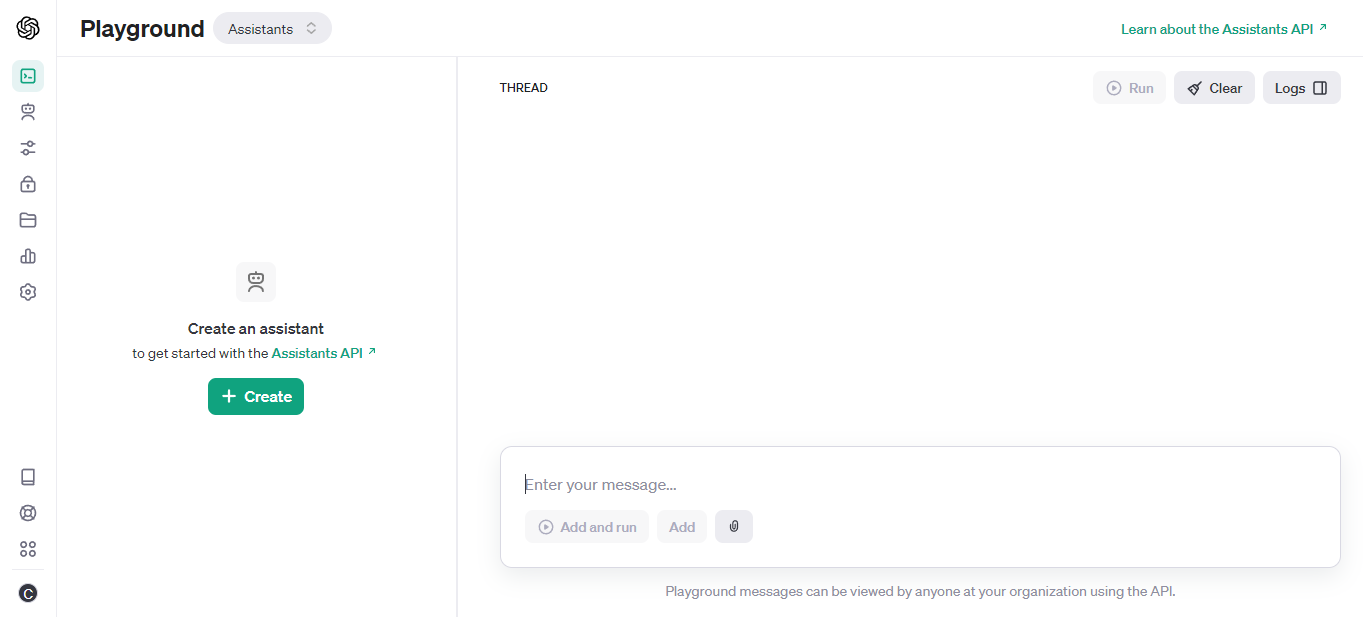 Playground
Assistants
Learn about the Assistants API
THREAD
Run
Clear
Logs
Create an assistant
to get started with the Assistants API
+ Create
Enter your message...
Add and run
Add
C
Playground messages can be viewed by anyone at your organization using the API.